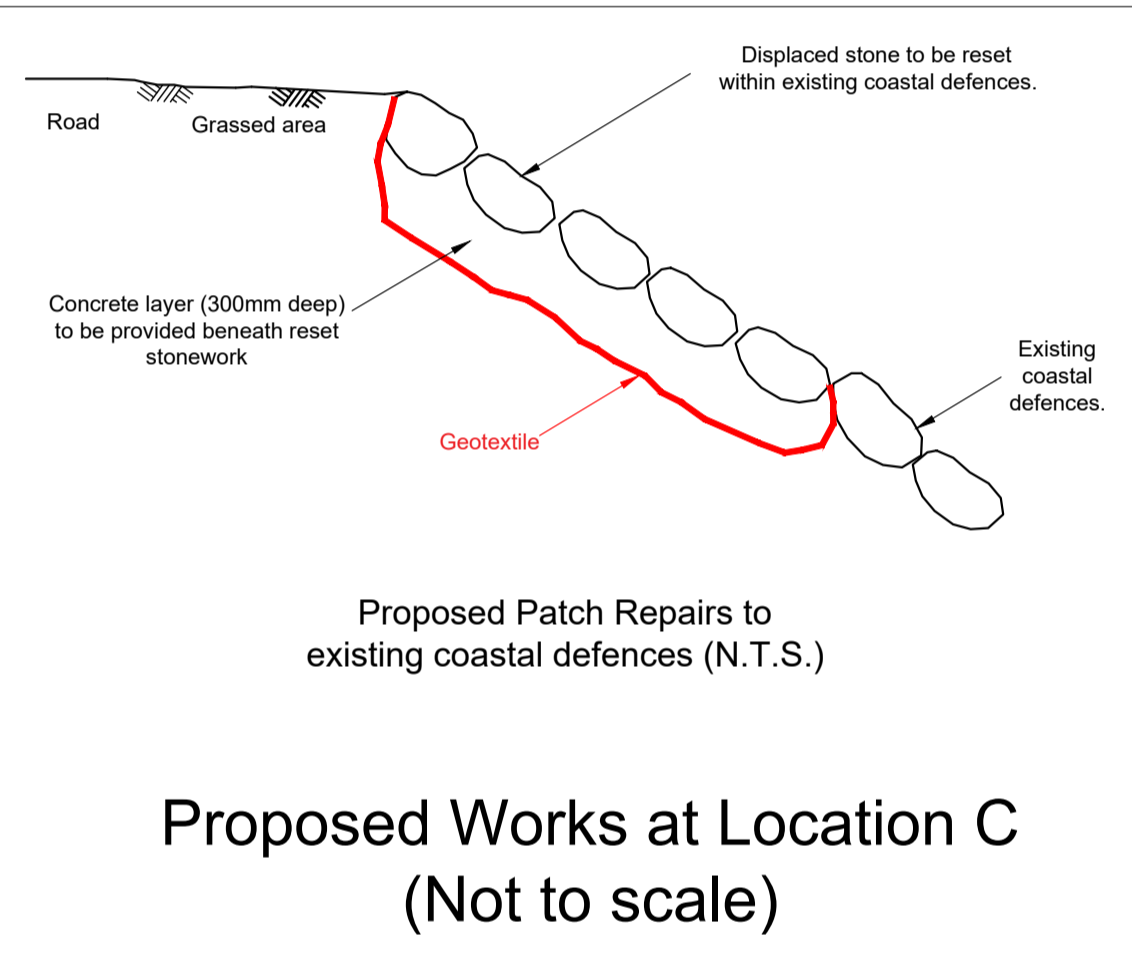 Displaced stone to be reset
within existing coastal defences.
Road
Grassed area
Concrete layer (300mm deep)
to be provided beneath reset
stonework
Existing
coastal
defences.
Geotextile
Proposed Patch Repairs to
existing coastal defences (N.T.S.)
Proposed Works at Location C
(Not to scale)